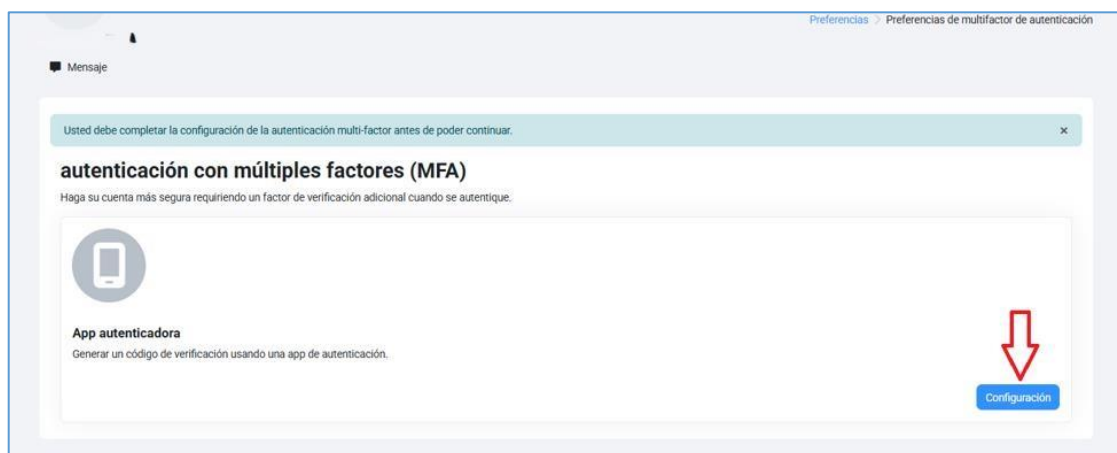 Preferencias > Preferencias de multifactor de autenticación
Mensaje
Usted debe completar la configuración de la autenticación multi-factor antes de poder continuar. ×
autenticación con múltiples factores (MFA)
Haga su cuenta más segura requiriendo un factor de verificación adicional cuando se autentique.
App autenticadora
Generar un código de verificación usando una app de autenticación.
Configuración